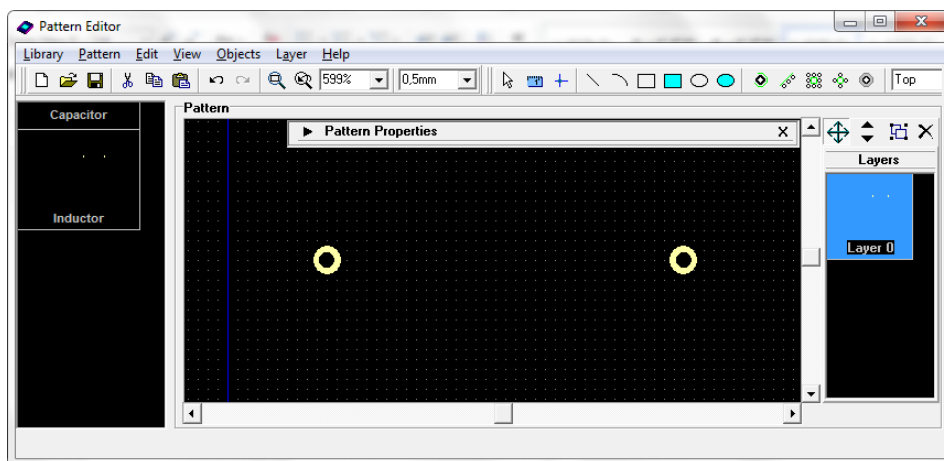 Pattern Editor
Library Pattern Edit View Objects Layer Help
599% 0,5mm Top
Capacitor
Inductor
Pattern
Pattern Properties X
Layers
Layer 0